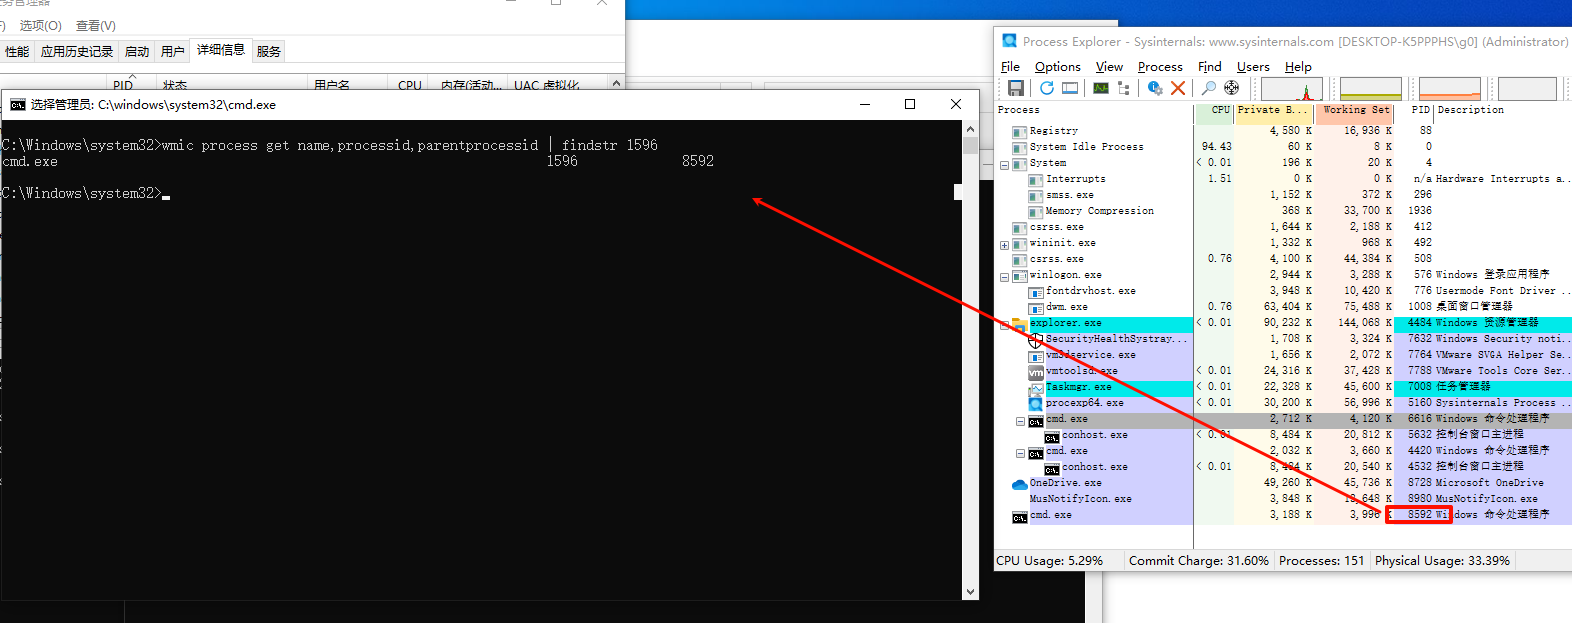 选项(O) 查看(V)
性能 应用历史记录 启动 用户 详细信息 服务
PID 状态 用户名 CPU 内存(活动... UAC 虚拟化
选择管理员: C:\windows\system32\cmd.exe
C:\Windows\system32>wmic process get name,processid,parentprocessid | findstr 1596
cmd.exe 1596 8592
C:\Windows\system32>
Process Explorer - Sysinternals: www.sysinternals.com [DESKTOP-K5PPPHS\g0] (Administrator)
File Options View Process Find Users Help
Process CPU Private B... Working Set PID Description
Registry 4,580 K 16,936 K 88
System Idle Process 94.43 60 K 8 K 0
System < 0.01 196 K 20 K 4
Interrupts 1.51 0 K 0 K n/a Hardware Interrupts a..
smss.exe 1,152 K 372 K 296
Memory Compression 368 K 33,700 K 1936
csrss.exe 1,644 K 2,188 K 412
wininit.exe 1,332 K 968 K 492
csrss.exe 0.76 4,100 K 44,384 K 508
winlogon.exe 2,944 K 3,288 K 576 Windows 登录应用程序
fontdrvhost.exe 3,948 K 10,420 K 776 Usermode Font Driver ..
dwm.exe 0.76 63,404 K 75,488 K 1008 桌面窗口管理器
explorer.exe < 0.01 90,232 K 144,068 K 4484 Windows 资源管理器
SecurityHealthSystray... 1,708 K 3,324 K 7632 Windows Security noti..
vm3dservice.exe 1,656 K 2,072 K 7764 VMware SVGA Helper Se..
vmtoolsd.exe < 0.01 24,316 K 37,428 K 7788 VMware Tools Core Ser..
Taskmgr.exe < 0.01 22,328 K 45,600 K 7008 任务管理器
procexp64.exe < 0.01 30,200 K 56,996 K 5160 Sysinternals Process ..
cmd.exe 2,712 K 4,120 K 6616 Windows 命令处理程序
conhost.exe < 0.01 8,484 K 20,812 K 5632 控制台窗口主进程
cmd.exe 2,032 K 3,660 K 4420 Windows 命令处理程序
conhost.exe < 0.01 8,484 K 20,540 K 4532 控制台窗口主进程
OneDrive.exe 49,260 K 45,736 K 8728 Microsoft OneDrive
MusNotifyIcon.exe 3,848 K 13,648 K 8980 MusNotifyIcon.exe
cmd.exe 3,188 K 3,996 K 8592 Windows 命令处理程序
CPU Usage: 5.29% Commit Charge: 31.60% Processes: 151 Physical Usage: 33.39%